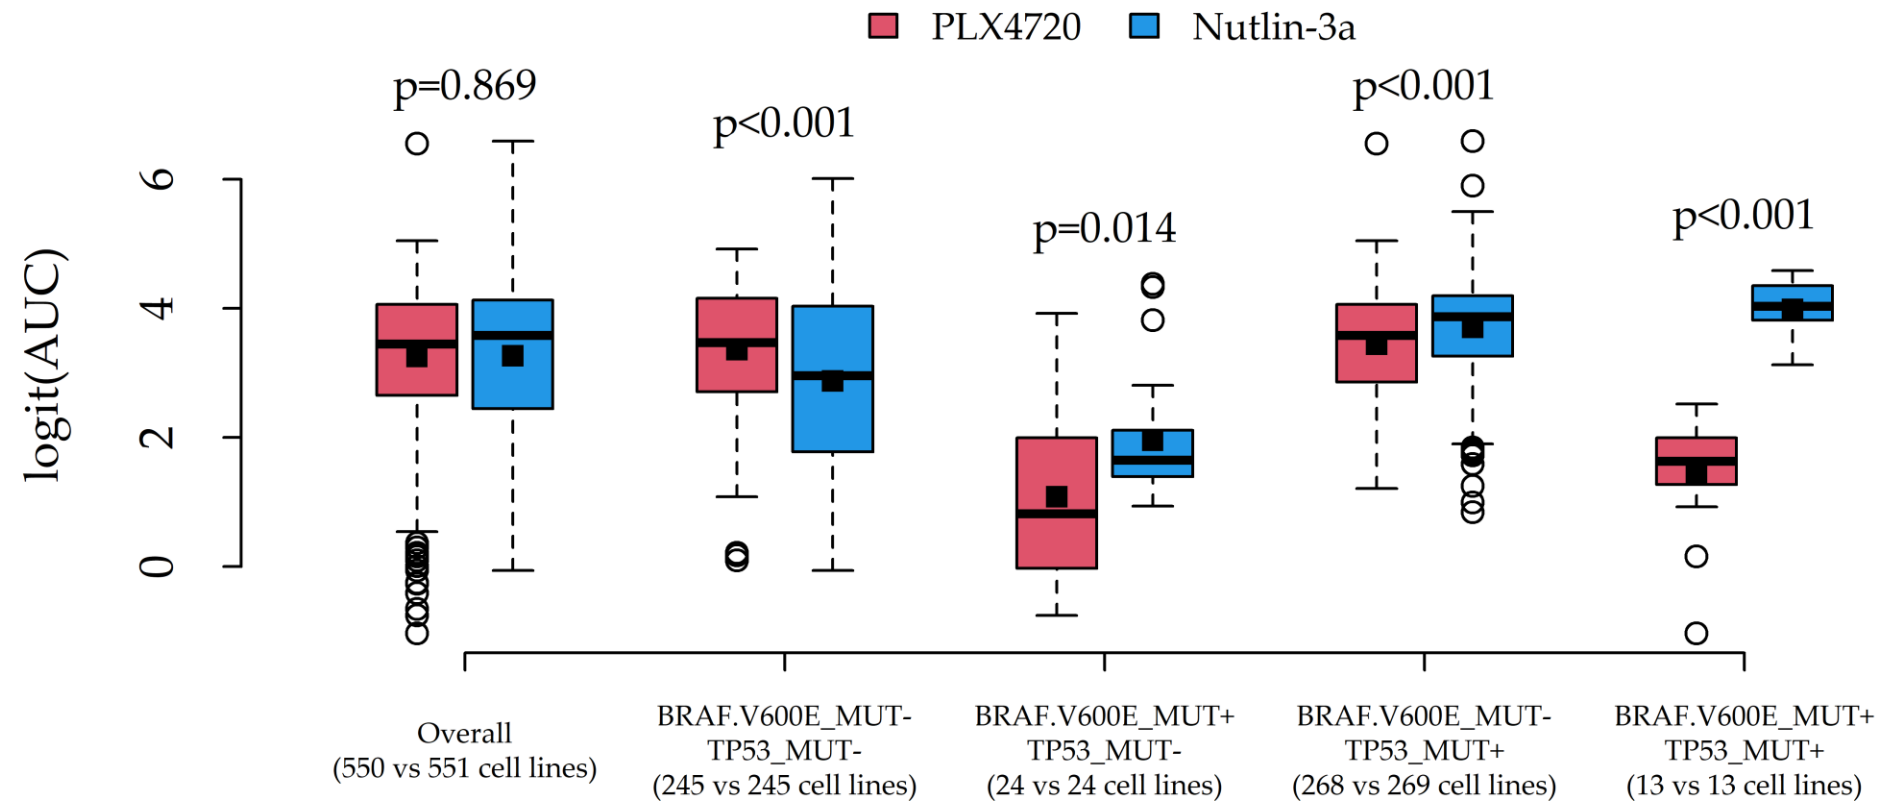 PLX4720 Nutlin-3a
p=0.869
p<0.001
p=0.014
p<0.001
p<0.001
logit(AUC)
6
4
2
0
Overall
(550 vs 551 cell lines)
BRAF.V600E_MUT-
TP53_MUT-
(245 vs 245 cell lines)
BRAF.V600E_MUT+
TP53_MUT-
(24 vs 24 cell lines)
BRAF.V600E_MUT-
TP53_MUT+
(268 vs 269 cell lines)
BRAF.V600E_MUT+
TP53_MUT+
(13 vs 13 cell lines)